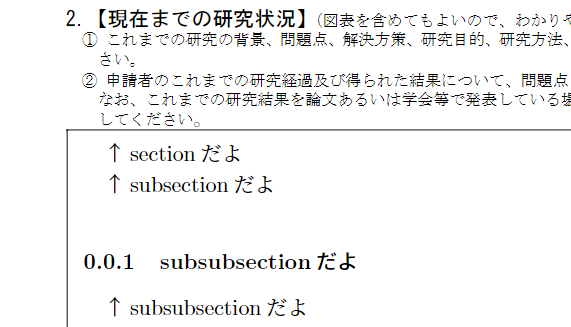 2. 【現在までの研究状況】(図表を含めてもよいので、わかりや
① これまでの研究の背景、問題点、解決方策、研究目的、研究方法、
さい。
② 申請者のこれまでの研究経過及び得られた結果について、問題点
なお、これまでの研究結果を論文あるいは学会等で発表している場
してください。
↑ section だよ
↑ subsection だよ
0.0.1 subsubsection だよ
↑ subsubsection だよ